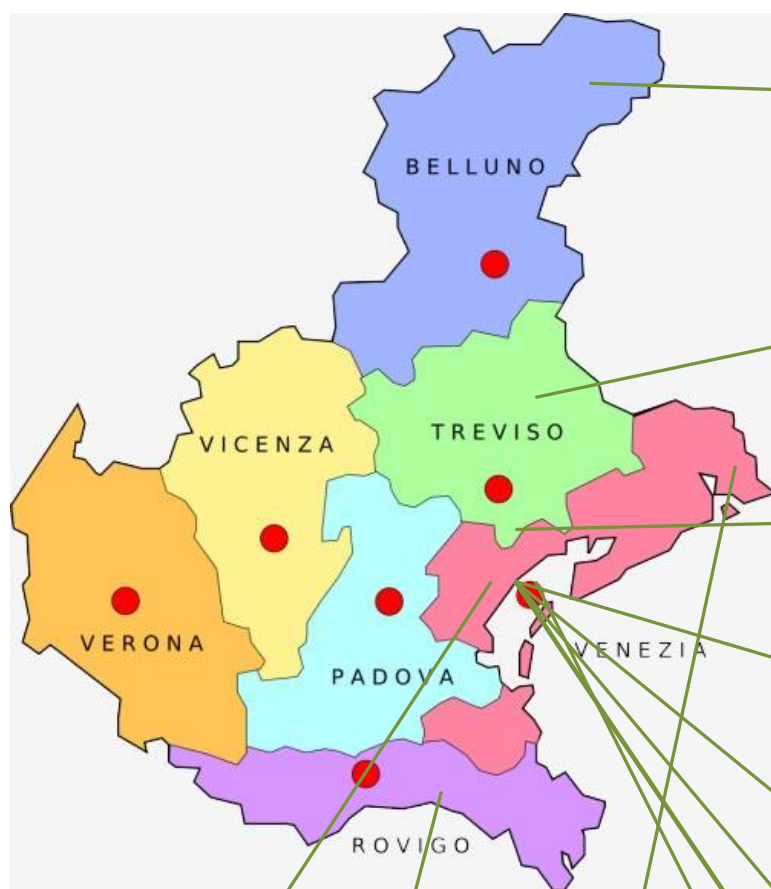 BELLUNO
TREVISO
VICENZA
VERONA
VENEZIA
PADOVA
ROVIGO